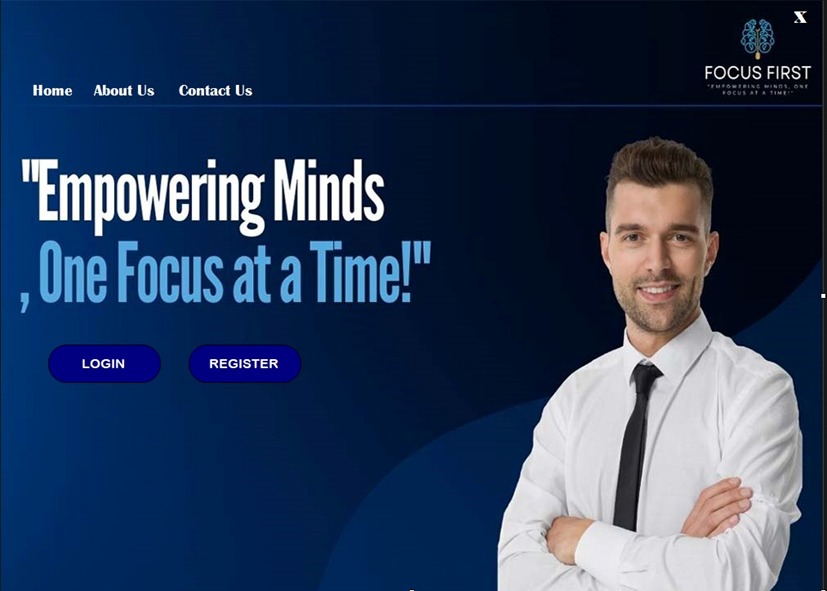 X
FOCUS FIRST
"EMPOWERING MINDS, ONE
FOCUS AT A TIME!"
Home About Us Contact Us
"Empowering Minds
, One Focus at a Time!"
LOGIN REGISTER